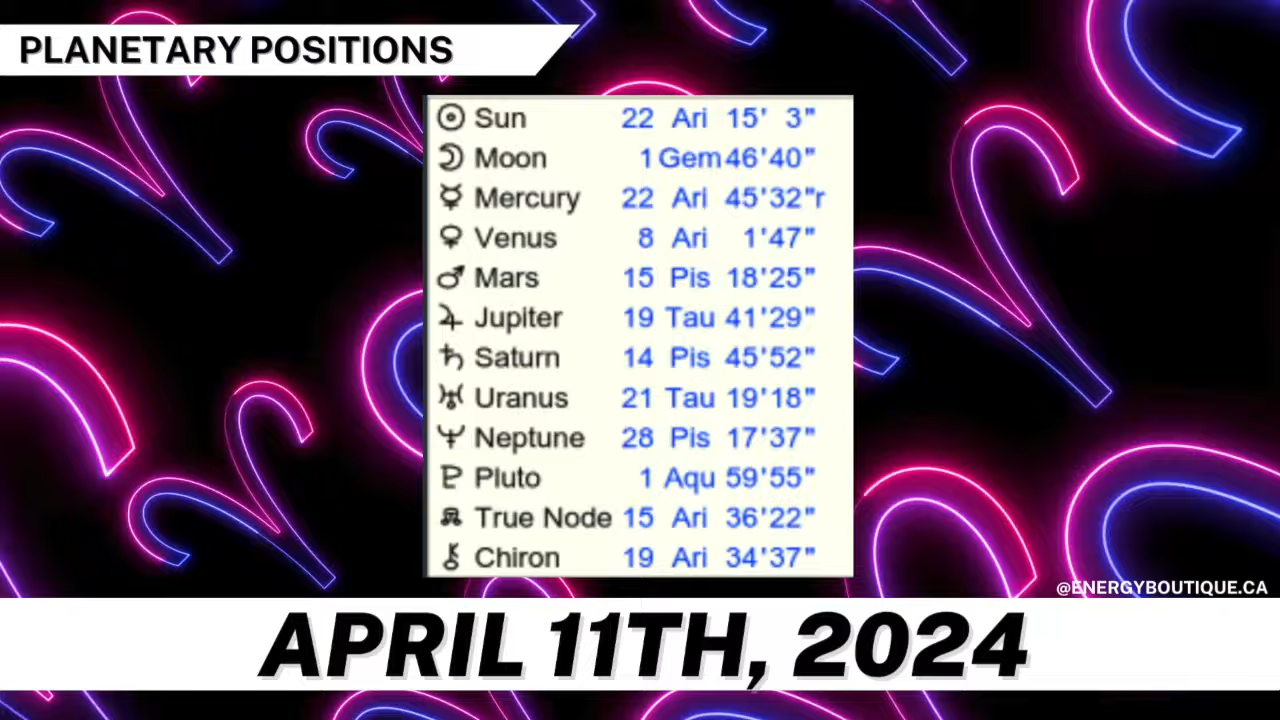 PLANETARY POSITIONS
☉ Sun 22 Ari 15' 3"
☽ Moon 1 Gem 46'40"
☿ Mercury 22 Ari 45'32"r
♀ Venus 8 Ari 1'47"
♂ Mars 15 Pis 18'25"
♃ Jupiter 19 Tau 41'29"
♄ Saturn 14 Pis 45'52"
♅ Uranus 21 Tau 19'18"
♆ Neptune 28 Pis 17'37"
♇ Pluto 1 Aqu 59'55"
☊ True Node 15 Ari 36'22"
⚷ Chiron 19 Ari 34'37"
@ENERGYBOUTIQUE.CA
APRIL 11TH, 2024